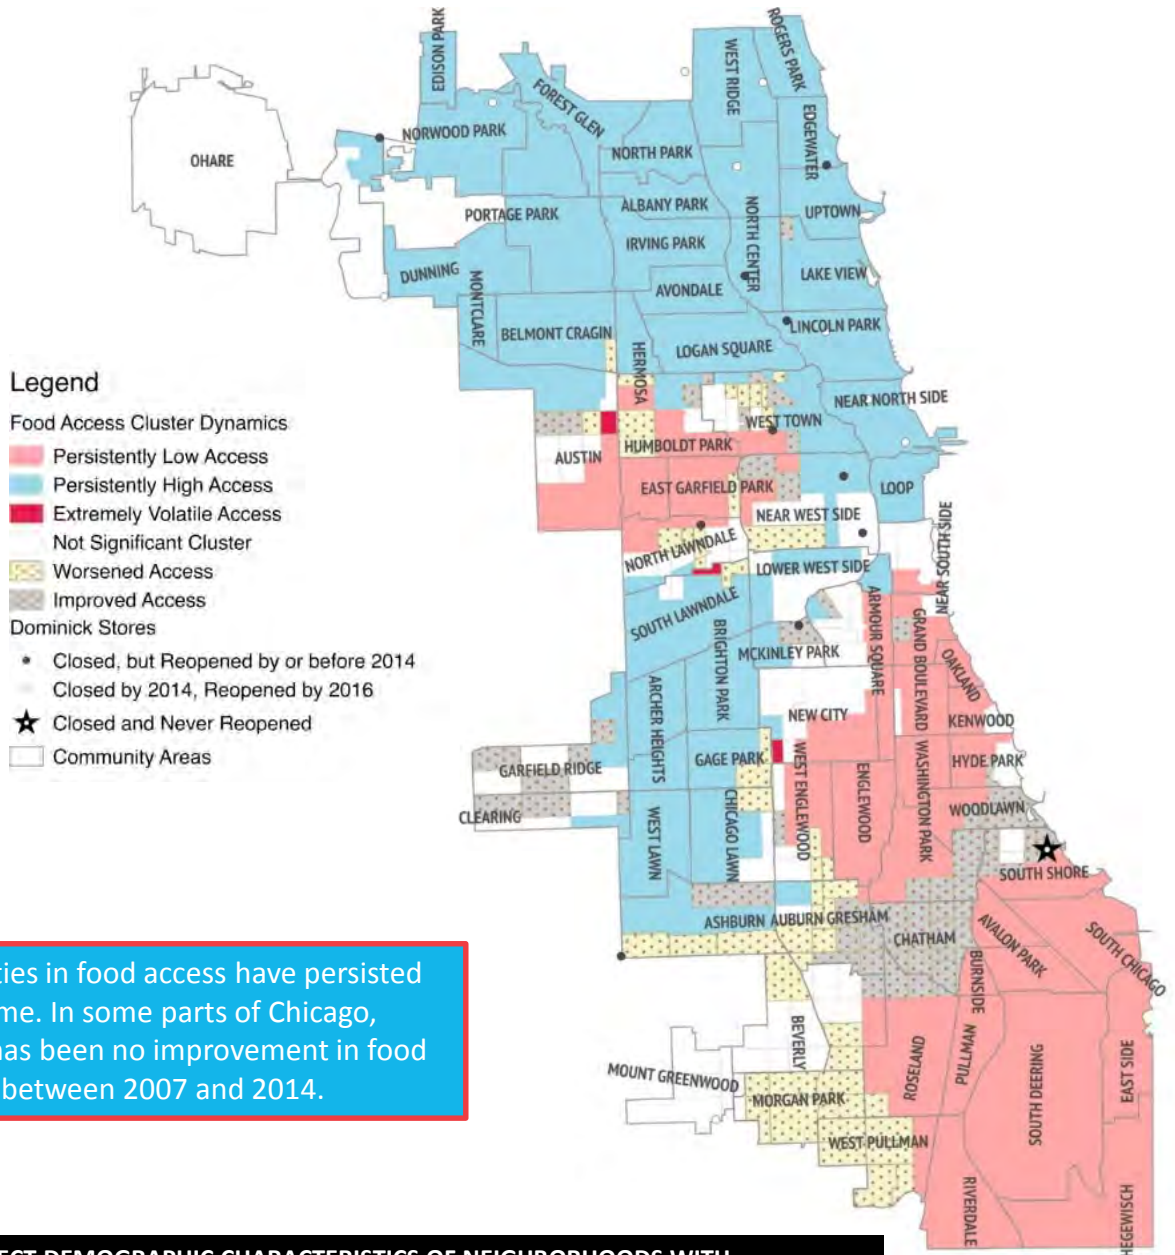 EDISON PARK
ROGERS PARK
WEST RIDGE
FOREST GLEN
EDGEWATER
NORWOOD PARK
OHARE
NORTH PARK
PORTAGE PARK
ALBANY PARK
UPTOWN
NORTH CENTER
IRVING PARK
DUNNING
LAKE VIEW
MONTCLARE
AVONDALE
BELMONT CRAGIN
LINCOLN PARK
HERMOSA
LOGAN SQUARE
NEAR NORTH SIDE
WEST TOWN
HUMBOLDT PARK
AUSTIN
EAST GARFIELD PARK
LOOP
NEAR WEST SIDE
NEAR SOUTH SIDE
NORTH LAWNDALE
LOWER WEST SIDE
SOUTH LAWNDALE
ARMOUR SQUARE
GRAND BOULEVARD
BRIGHTON PARK
MCKINLEY PARK
OAKLAND
ARCHER HEIGHTS
NEW CITY
KENWOOD
GAGE PARK
HYDE PARK
GARFIELD RIDGE
WEST ENGLEWOOD
ENGLEWOOD
WASHINGTON PARK
CLEARING
WEST LAWN
CHICAGO LAWN
WOODLAWN
SOUTH SHORE
ASHBURN
AUBURN GRESHAM
CHATHAM
AVALON PARK
SOUTH CHICAGO
BURNSIDE
BEVERLY
ROSELAND
PULLMAN
MOUNT GREENWOOD
MORGAN PARK
SOUTH DEERING
EAST SIDE
WEST PULLMAN
RIVERDALE
HEGEWISCH
Legend
Food Access Cluster Dynamics
Persistently Low Access
Persistently High Access
Extremely Volatile Access
Not Significant Cluster
Worsened Access
Improved Access
Dominick Stores
Closed, but Reopened by or before 2014
Closed by 2014, Reopened by 2016
Closed and Never Reopened
Community Areas
ties in food access have persisted
me. In some parts of Chicago,
has been no improvement in food
between 2007 and 2014.
ECT DEMOGRAPHIC CHARACTERISTICS OF NEIGHBORHOODS WITH